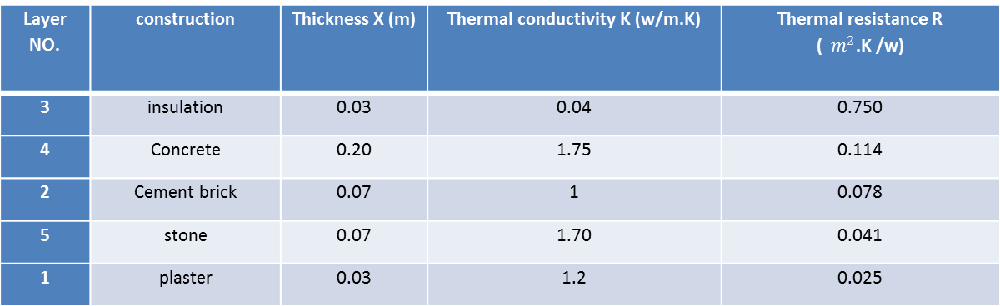 Layer NO. construction Thickness X (m) Thermal conductivity K (w/m.K) Thermal resistance R ( m².K /w)
3 insulation 0.03 0.04 0.750
4 Concrete 0.20 1.75 0.114
2 Cement brick 0.07 1 0.078
5 stone 0.07 1.70 0.041
1 plaster 0.03 1.2 0.025